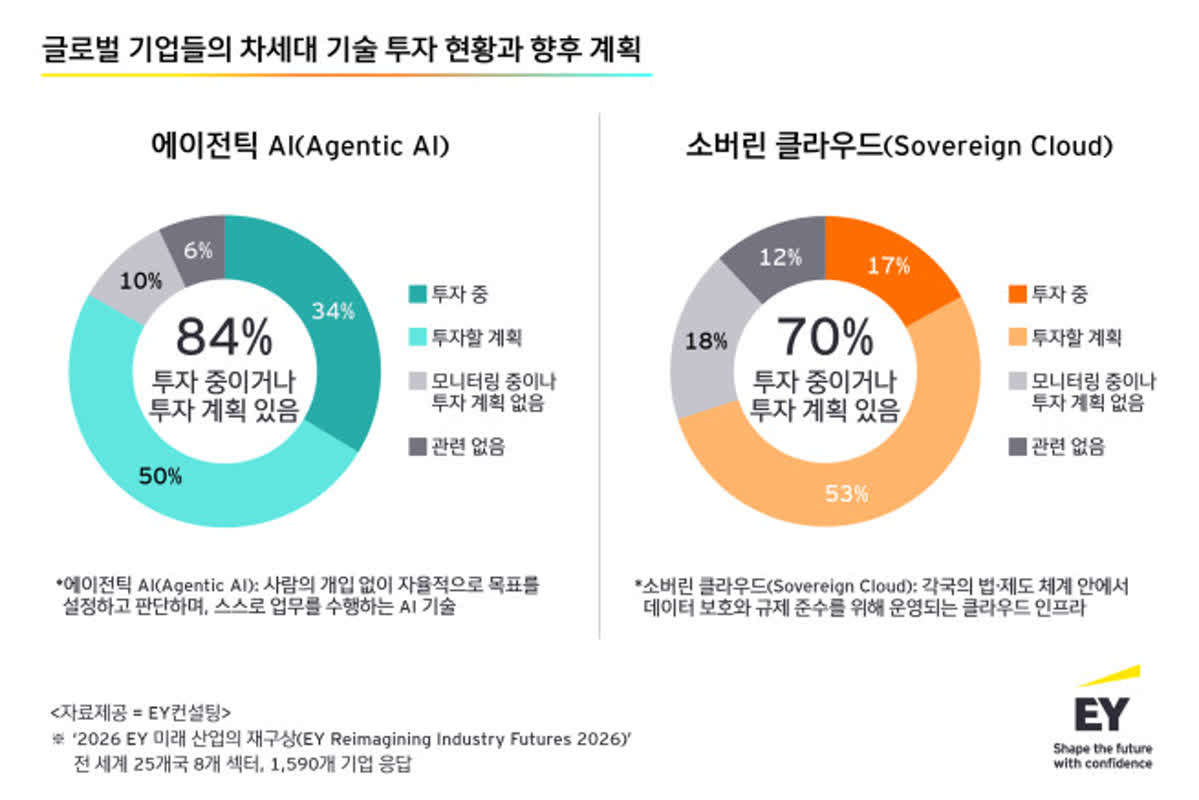 글로벌 기업들의 차세대 기술 투자 현황과 향후 계획
에이전틱 AI(Agentic AI)
6%
10%
34%
50%
84%
투자 중이거나
투자 계획 있음
투자 중
투자할 계획
모니터링 중이나
투자 계획 없음
관련 없음
*에이전틱 AI(Agentic AI): 사람의 개입 없이 자율적으로 목표를
설정하고 판단하며, 스스로 업무를 수행하는 AI 기술
소버린 클라우드(Sovereign Cloud)
12%
17%
18%
53%
70%
투자 중이거나
투자 계획 있음
투자 중
투자할 계획
모니터링 중이나
투자 계획 없음
관련 없음
*소버린 클라우드(Sovereign Cloud): 각국의 법·제도 체계 안에서
데이터 보호와 규제 준수를 위해 운영되는 클라우드 인프라
<자료제공 = EY컨설팅>
※ ‘2026 EY 미래 산업의 재구상(EY Reimagining Industry Futures 2026)’
전 세계 25개국 8개 섹터, 1,590개 기업 응답
EY
Shape the future
with confidence